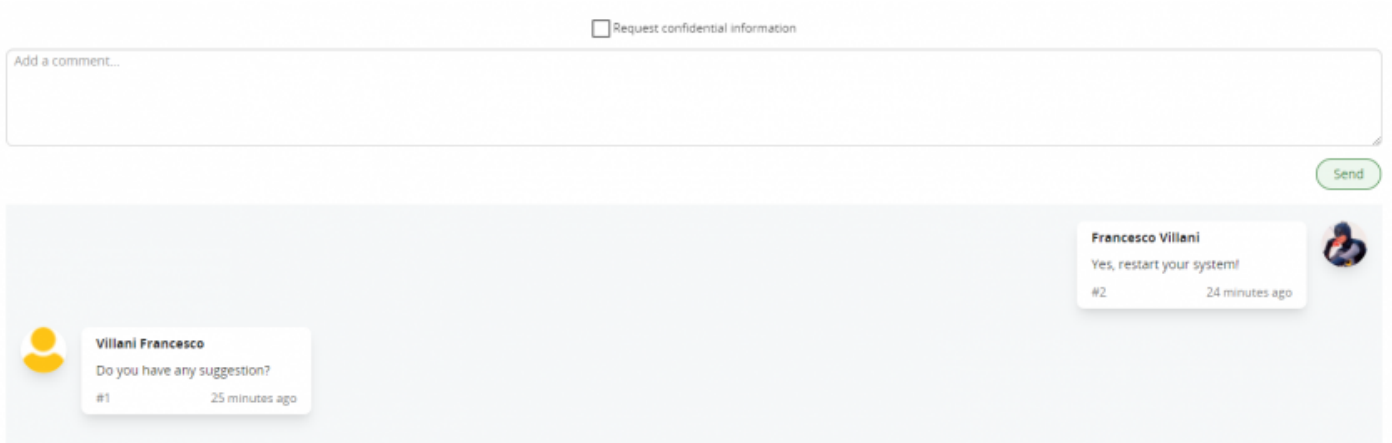 Request confidential information
Add a comment...
Send
Francesco Villani
Yes, restart your system!
#2 24 minutes ago
Villani Francesco
Do you have any suggestion?
#1 25 minutes ago